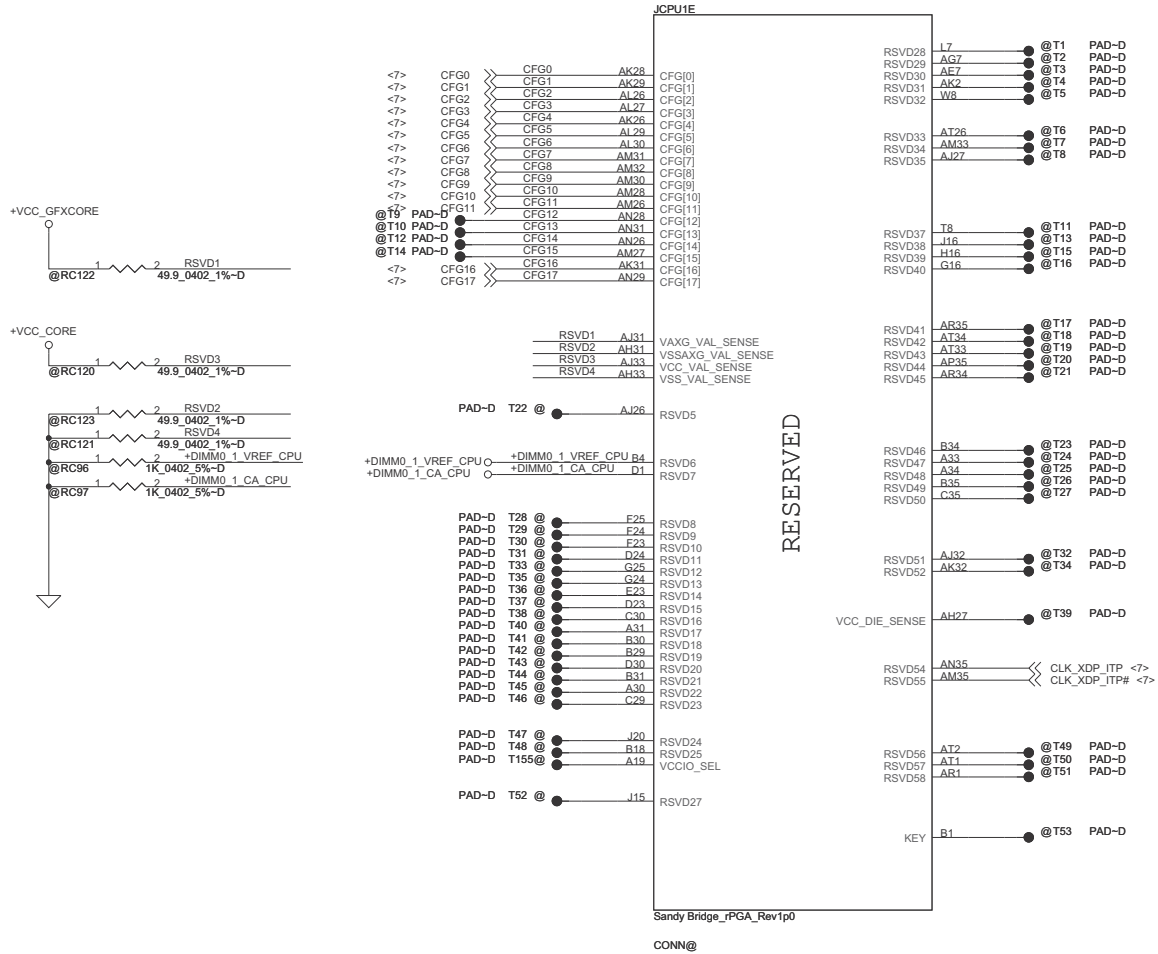 JCPU1E
<7> CFG0 CFG0 AK28 CFG[0]
<7> CFG1 CFG1 AK29 CFG[1]
<7> CFG2 CFG2 AL26 CFG[2]
<7> CFG3 CFG3 AL27 CFG[3]
<7> CFG4 CFG4 AK26 CFG[4]
<7> CFG5 CFG5 AL29 CFG[5]
<7> CFG6 CFG6 AL30 CFG[6]
<7> CFG7 CFG7 AM31 CFG[7]
<7> CFG8 CFG8 AM32 CFG[8]
<7> CFG9 CFG9 AM30 CFG[9]
<7> CFG10 CFG10 AM28 CFG[10]
<7> CFG11 CFG11 AM26 CFG[11]
@T9 PAD~D CFG12 AN28 CFG[12]
@T10 PAD~D CFG13 AN31 CFG[13]
@T12 PAD~D CFG14 AN26 CFG[14]
@T14 PAD~D CFG15 AM27 CFG[15]
<7> CFG16 CFG16 AK31 CFG[16]
<7> CFG17 CFG17 AN29 CFG[17]
+VCC_GFXCORE
1 2 RSVD1
@RC122 49.9_0402_1%~D
+VCC_CORE
1 2 RSVD3
@RC120 49.9_0402_1%~D
1 2 RSVD2
@RC123 49.9_0402_1%~D
1 2 RSVD4
@RC121 49.9_0402_1%~D
1 2 +DIMM0_1_VREF_CPU
@RC96 1K_0402_5%~D
1 2 +DIMM0_1_CA_CPU
@RC97 1K_0402_5%~D
RSVD1 AJ31 VAXG_VAL_SENSE
RSVD2 AH31 VSSAXG_VAL_SENSE
RSVD3 AJ33 VCC_VAL_SENSE
RSVD4 AH33 VSS_VAL_SENSE
PAD~D T22 @ AJ26 RSVD5
+DIMM0_1_VREF_CPU +DIMM0_1_VREF_CPU B4 RSVD6
+DIMM0_1_CA_CPU +DIMM0_1_CA_CPU D1 RSVD7
PAD~D T28 @ F25 RSVD8
PAD~D T29 @ F24 RSVD9
PAD~D T30 @ F23 RSVD10
PAD~D T31 @ D24 RSVD11
PAD~D T33 @ G25 RSVD12
PAD~D T35 @ G24 RSVD13
PAD~D T36 @ E23 RSVD14
PAD~D T37 @ D23 RSVD15
PAD~D T38 @ C30 RSVD16
PAD~D T40 @ A31 RSVD17
PAD~D T41 @ B30 RSVD18
PAD~D T42 @ B29 RSVD19
PAD~D T43 @ D30 RSVD20
PAD~D T44 @ B31 RSVD21
PAD~D T45 @ A30 RSVD22
PAD~D T46 @ C29 RSVD23
PAD~D T47 @ J20 RSVD24
PAD~D T48 @ B18 RSVD25
PAD~D T155@ A19 VCCIO_SEL
PAD~D T52 @ J15 RSVD27
RESERVED
RSVD28 L7 @T1 PAD~D
RSVD29 AG7 @T2 PAD~D
RSVD30 AE7 @T3 PAD~D
RSVD31 AK2 @T4 PAD~D
RSVD32 W8 @T5 PAD~D
RSVD33 AT26 @T6 PAD~D
RSVD34 AM33 @T7 PAD~D
RSVD35 AJ27 @T8 PAD~D
RSVD37 T8 @T11 PAD~D
RSVD38 J16 @T13 PAD~D
RSVD39 H16 @T15 PAD~D
RSVD40 G16 @T16 PAD~D
RSVD41 AR35 @T17 PAD~D
RSVD42 AT34 @T18 PAD~D
RSVD43 AT33 @T19 PAD~D
RSVD44 AP35 @T20 PAD~D
RSVD45 AR34 @T21 PAD~D
RSVD46 B34 @T23 PAD~D
RSVD47 A33 @T24 PAD~D
RSVD48 A34 @T25 PAD~D
RSVD49 B35 @T26 PAD~D
RSVD50 C35 @T27 PAD~D
RSVD51 AJ32 @T32 PAD~D
RSVD52 AK32 @T34 PAD~D
VCC_DIE_SENSE AH27 @T39 PAD~D
RSVD54 AN35 CLK_XDP_ITP <7>
RSVD55 AM35 CLK_XDP_ITP# <7>
RSVD56 AT2 @T49 PAD~D
RSVD57 AT1 @T50 PAD~D
RSVD58 AR1 @T51 PAD~D
KEY B1 @T53 PAD~D
Sandy Bridge_rPGA_Rev1p0
CONN@